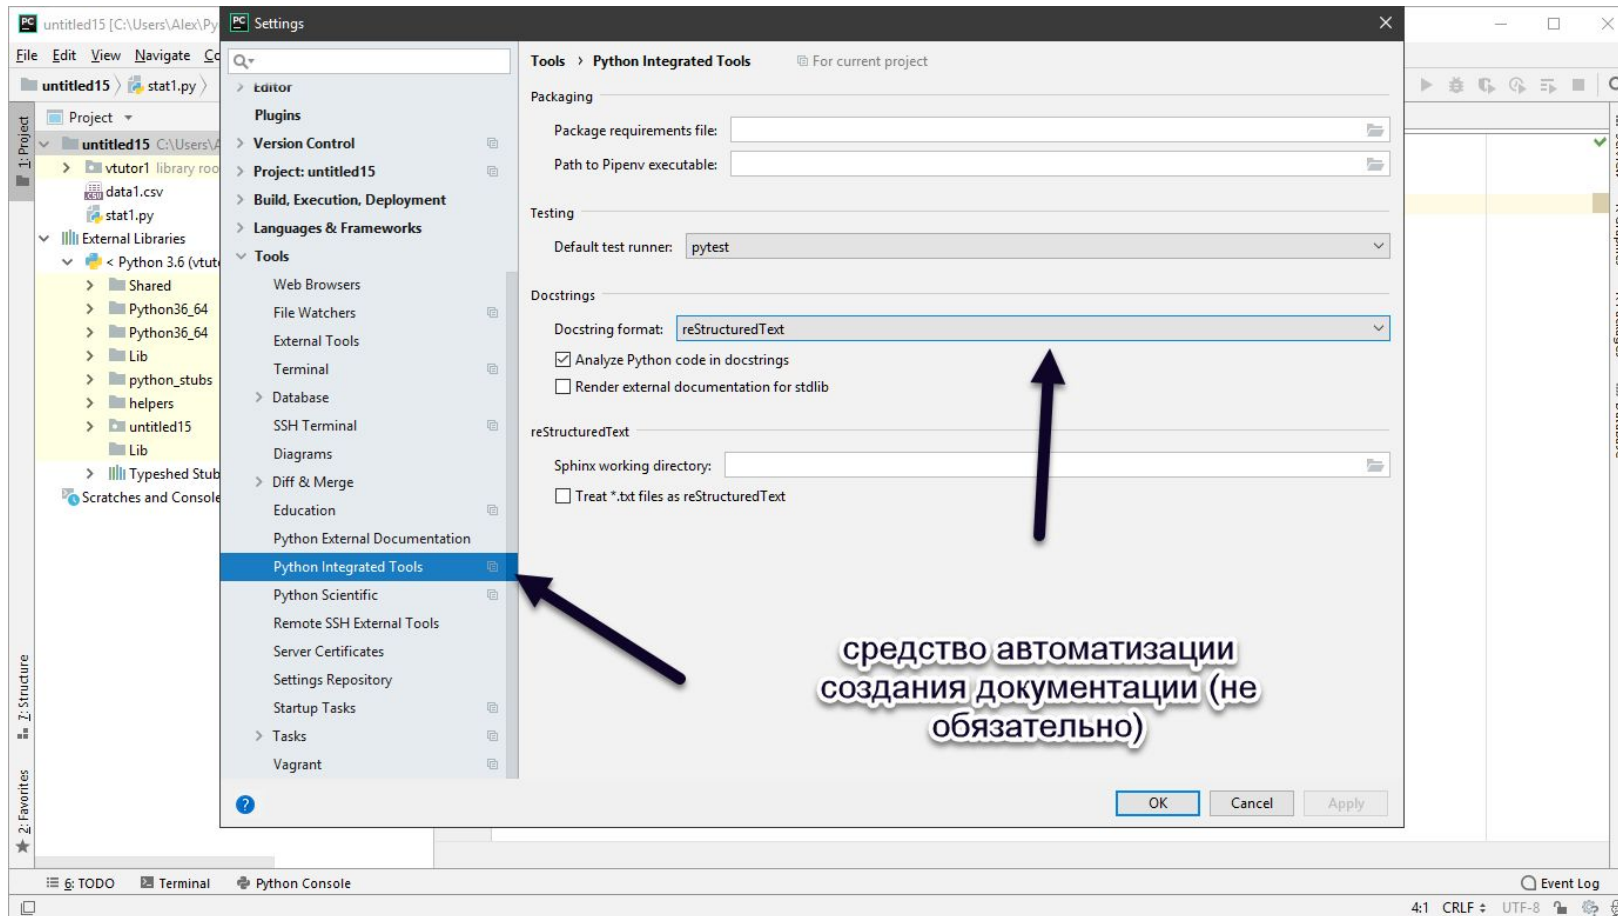 untitled15 [C:\Users\Alex\Py
Settings
File Edit View Navigate Co
untitled15 stat1.py
Project
1: Project
untitled15 C:\Users\A
vtutor1 library roo
data1.csv
stat1.py
External Libraries
< Python 3.6 (vtut
Shared
Python36_64
Python36_64
Lib
python_stubs
helpers
untitled15
Lib
Typeshed Stub
Scratches and Console
7: Structure
2: Favorites
Editor
Plugins
Version Control
Project: untitled15
Build, Execution, Deployment
Languages & Frameworks
Tools
Web Browsers
File Watchers
External Tools
Terminal
Database
SSH Terminal
Diagrams
Diff & Merge
Education
Python External Documentation
Python Integrated Tools
Python Scientific
Remote SSH External Tools
Server Certificates
Settings Repository
Startup Tasks
Tasks
Vagrant
Tools › Python Integrated Tools For current project
Packaging
Package requirements file:
Path to Pipenv executable:
Testing
Default test runner: pytest
Docstrings
Docstring format: reStructuredText
Analyze Python code in docstrings
Render external documentation for stdlib
reStructuredText
Sphinx working directory:
Treat *.txt files as reStructuredText
средство автоматизации
создания документации (не
обязательно)
OK Cancel Apply
6: TODO Terminal Python Console Event Log
4:1 CRLF UTF-8